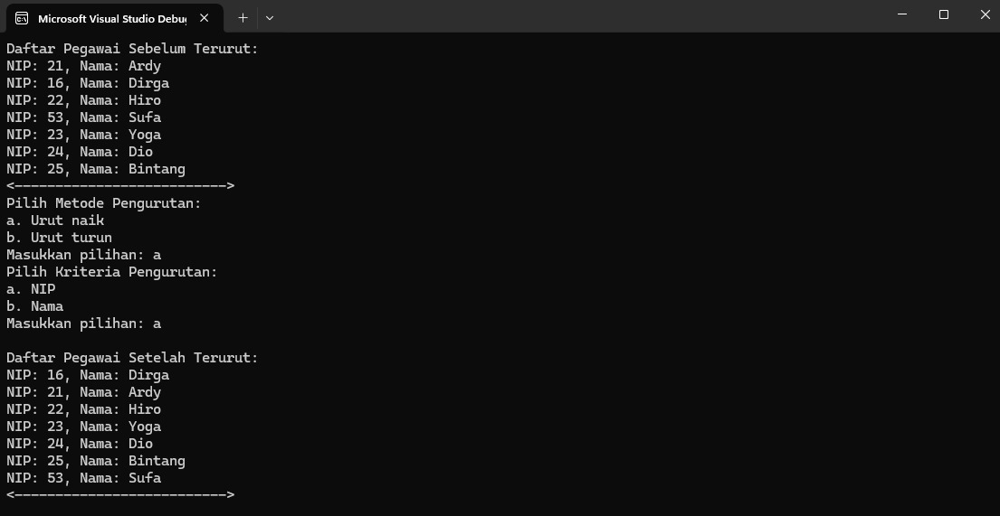 Microsoft Visual Studio Debu
Daftar Pegawai Sebelum Terurut:
NIP: 21, Nama: Ardy
NIP: 16, Nama: Dirga
NIP: 22, Nama: Hiro
NIP: 53, Nama: Sufa
NIP: 23, Nama: Yoga
NIP: 24, Nama: Dio
NIP: 25, Nama: Bintang
<-------------------------->
Pilih Metode Pengurutan:
a. Urut naik
b. Urut turun
Masukkan pilihan: a
Pilih Kriteria Pengurutan:
a. NIP
b. Nama
Masukkan pilihan: a
Daftar Pegawai Setelah Terurut:
NIP: 16, Nama: Dirga
NIP: 21, Nama: Ardy
NIP: 22, Nama: Hiro
NIP: 23, Nama: Yoga
NIP: 24, Nama: Dio
NIP: 25, Nama: Bintang
NIP: 53, Nama: Sufa
<-------------------------->